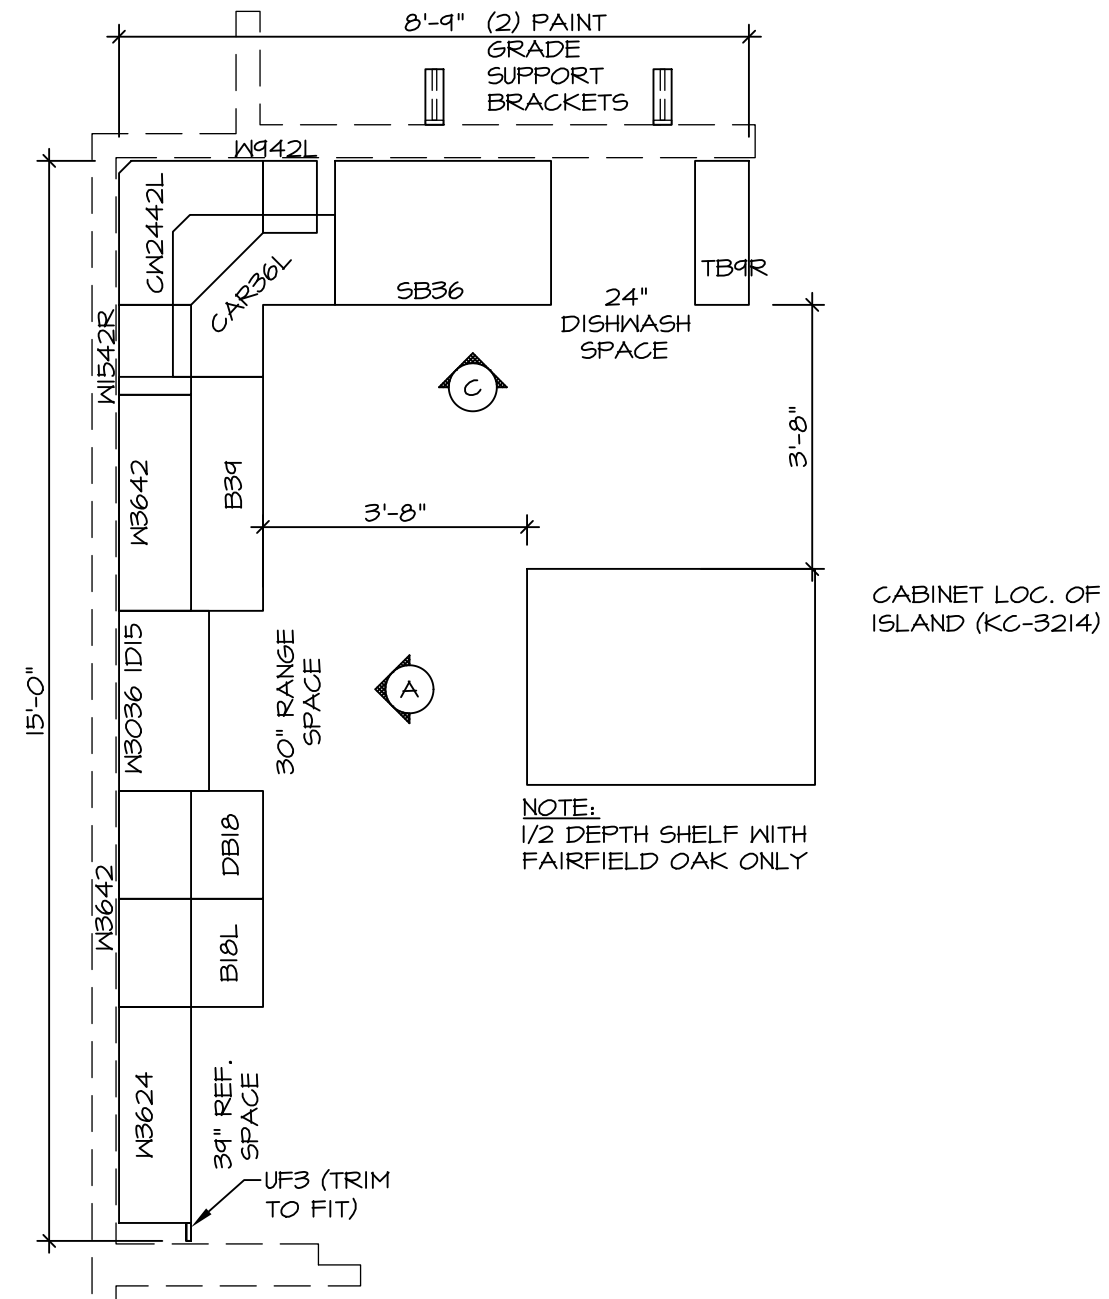 8'-9" (2) PAINT
GRADE
SUPPORT
BRACKETS
W942L
CW2442L
CAR36L
SB36
TB9R
24"
DISHWASH
SPACE
W1542R
C
3'-8"
W3642
B39
3'-8"
CABINET LOC. OF
ISLAND (KC-3214)
15'-0"
W3036 1D15
30" RANGE
SPACE
A
NOTE:
1/2 DEPTH SHELF WITH
FAIRFIELD OAK ONLY
DB18
W3642
B18L
W3624
39" REF.
SPACE
UF3 (TRIM
TO FIT)